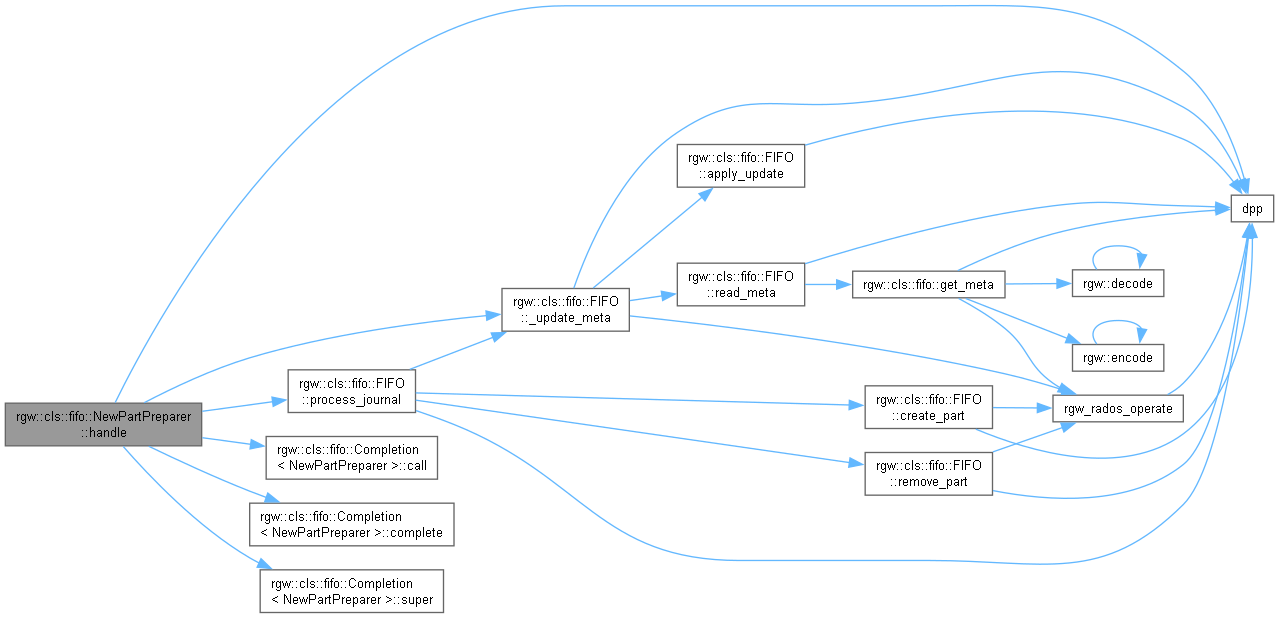 rgw::cls::fifo::NewPartPreparer
::handle
rgw::cls::fifo::FIFO
::process_journal
rgw::cls::fifo::Completion
< NewPartPreparer >::call
rgw::cls::fifo::Completion
< NewPartPreparer >::complete
rgw::cls::fifo::Completion
< NewPartPreparer >::super
rgw::cls::fifo::FIFO
::_update_meta
rgw::cls::fifo::FIFO
::apply_update
rgw::cls::fifo::FIFO
::read_meta
rgw::cls::fifo::get_meta
rgw::cls::fifo::FIFO
::create_part
rgw::cls::fifo::FIFO
::remove_part
rgw::decode
rgw::encode
rgw_rados_operate
dpp